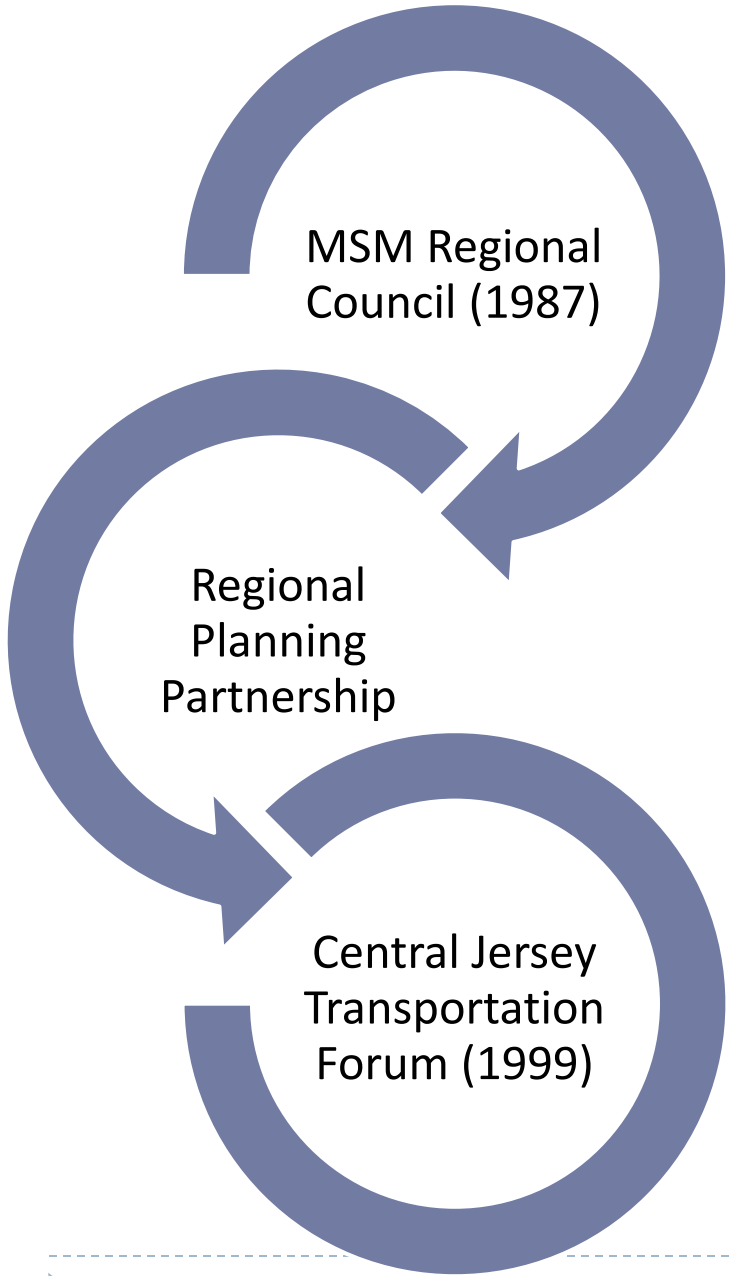 MSM Regional
Council (1987)
Regional
Planning
Partnership
Central Jersey
Transportation
Forum (1999)